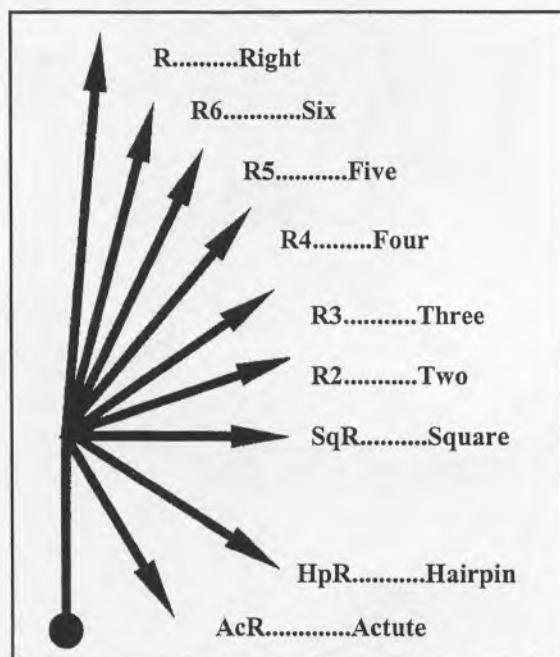 R..........Right
R6............Six
R5...........Five
R4.........Four
R3...........Three
R2...........Two
SqR..........Square
HpR...........Hairpin
AcR.............Actute